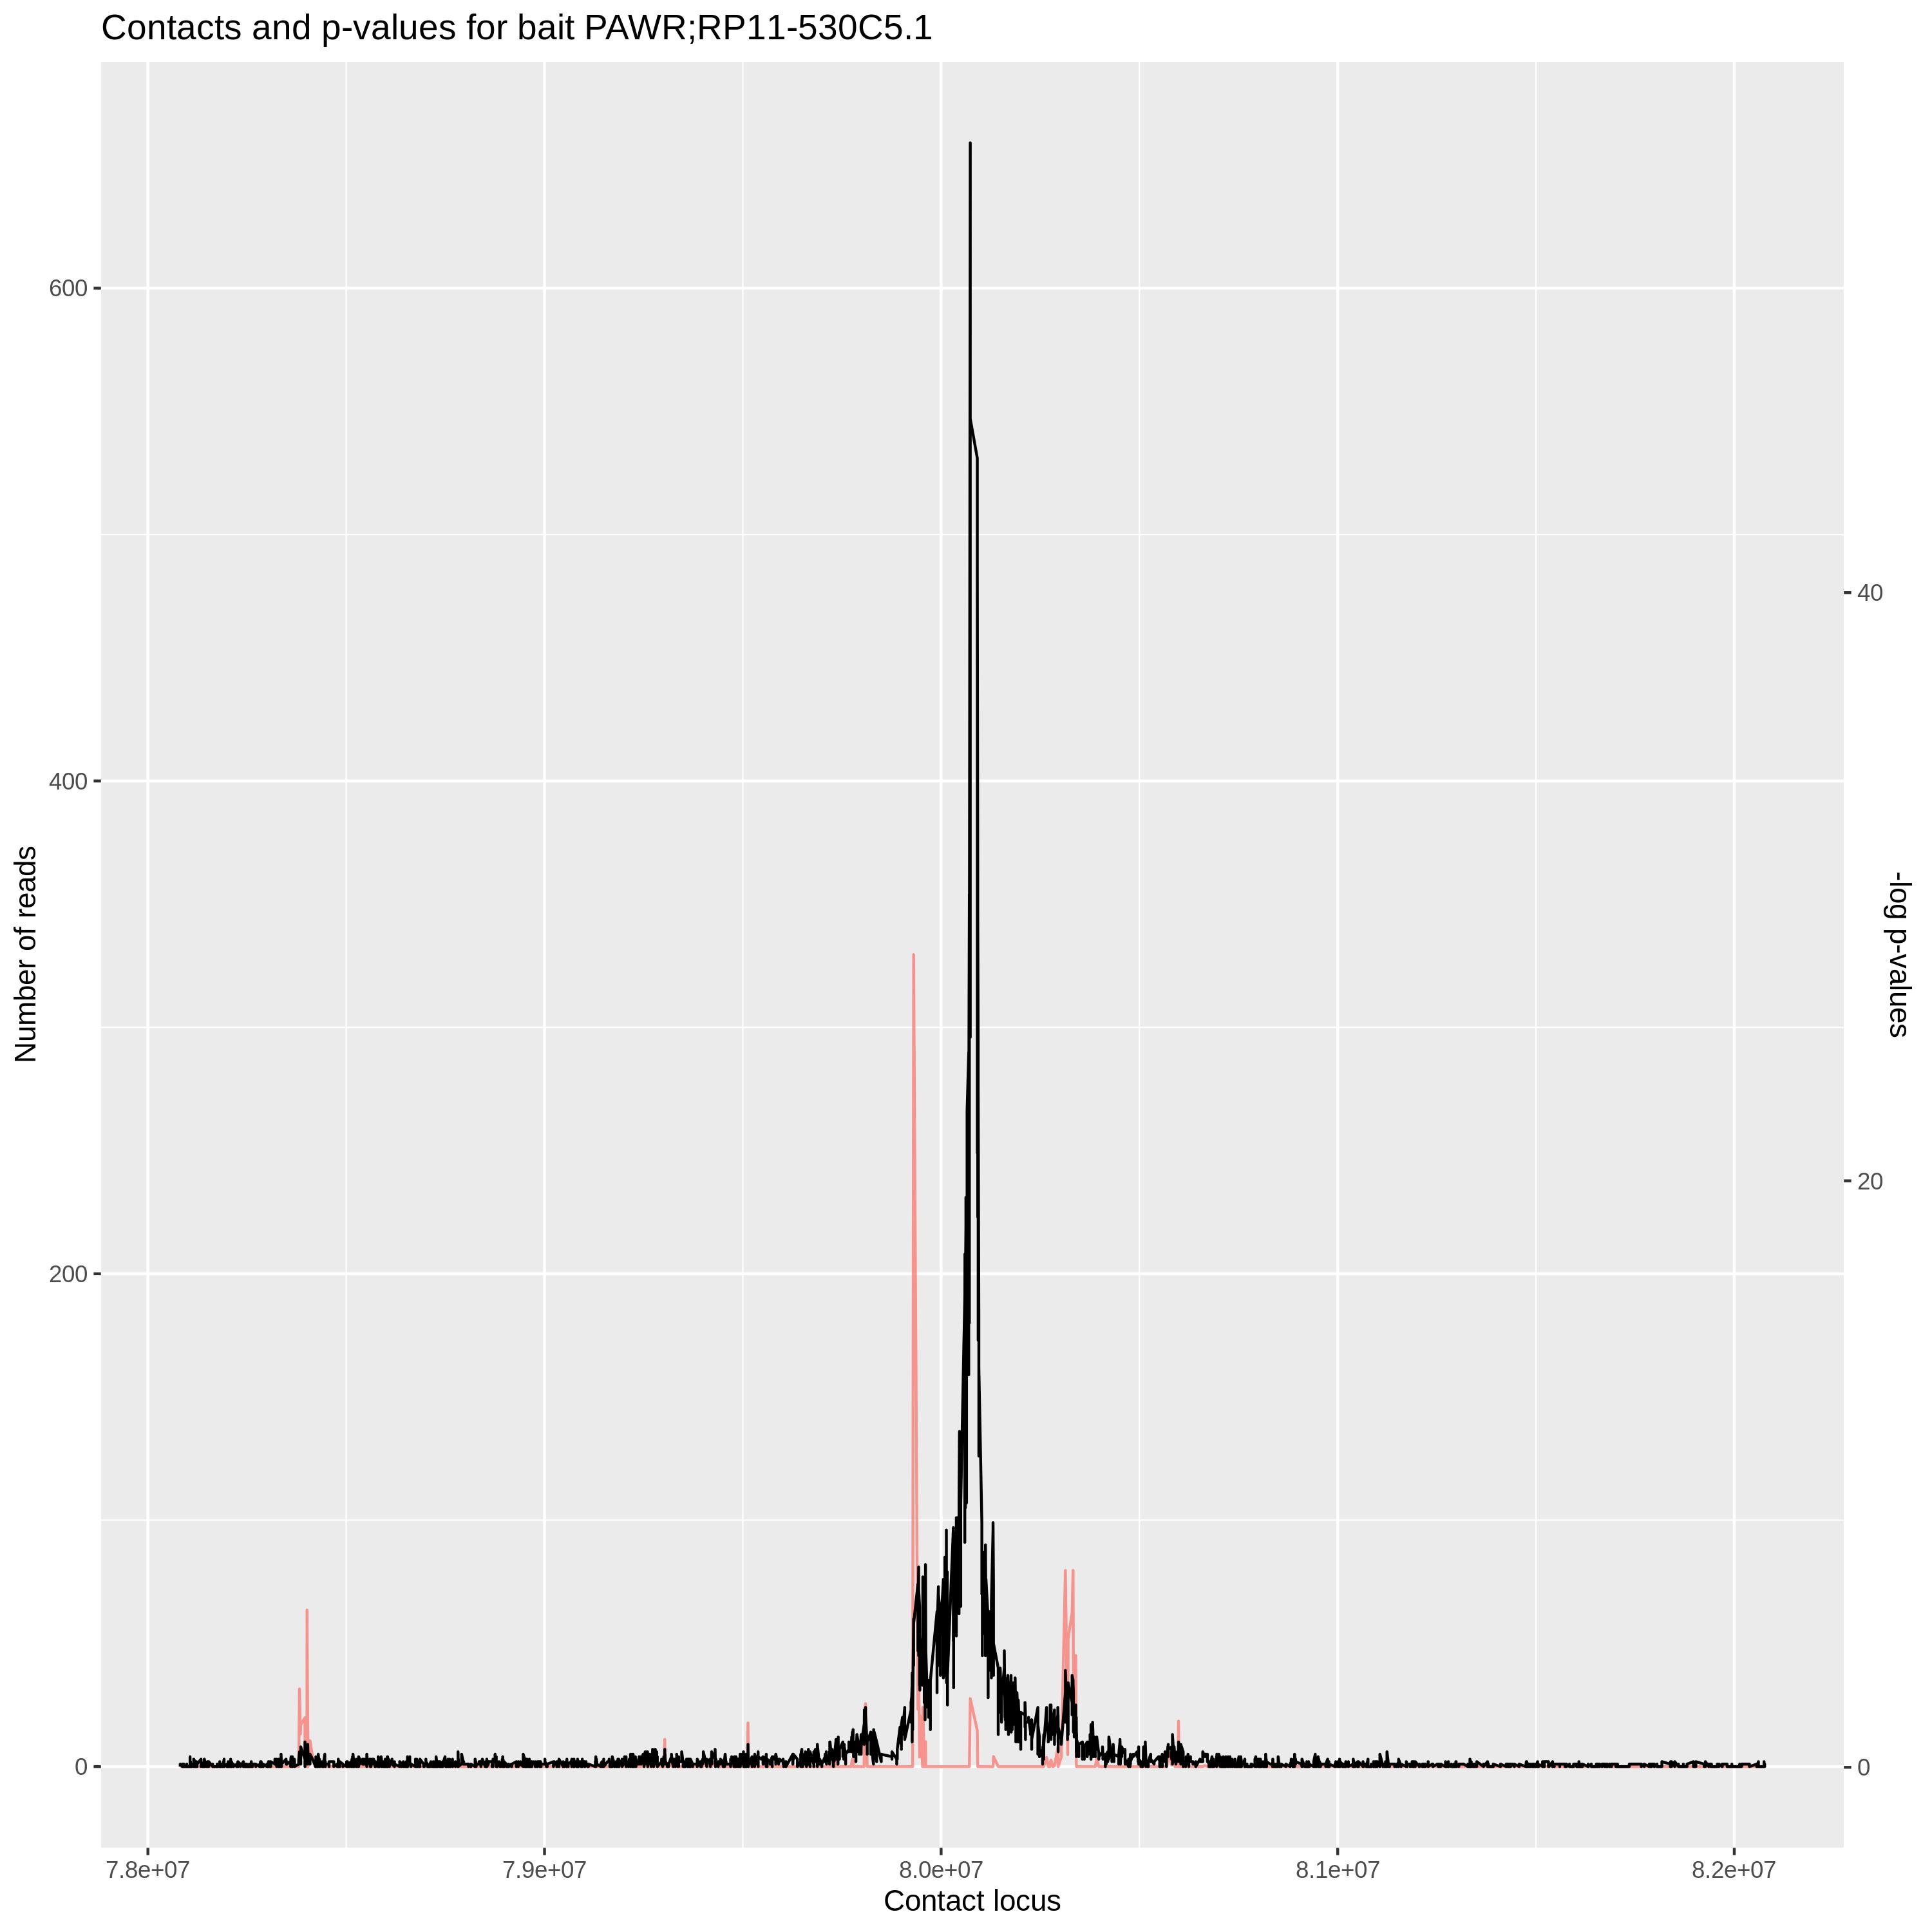 Contacts and p-values for bait PAWR;RP11-530C5.1
600
400
200
0
Number of reads
40
20
0
-log p-values
7.8e+07
7.9e+07
8.0e+07
8.1e+07
8.2e+07
Contact locus